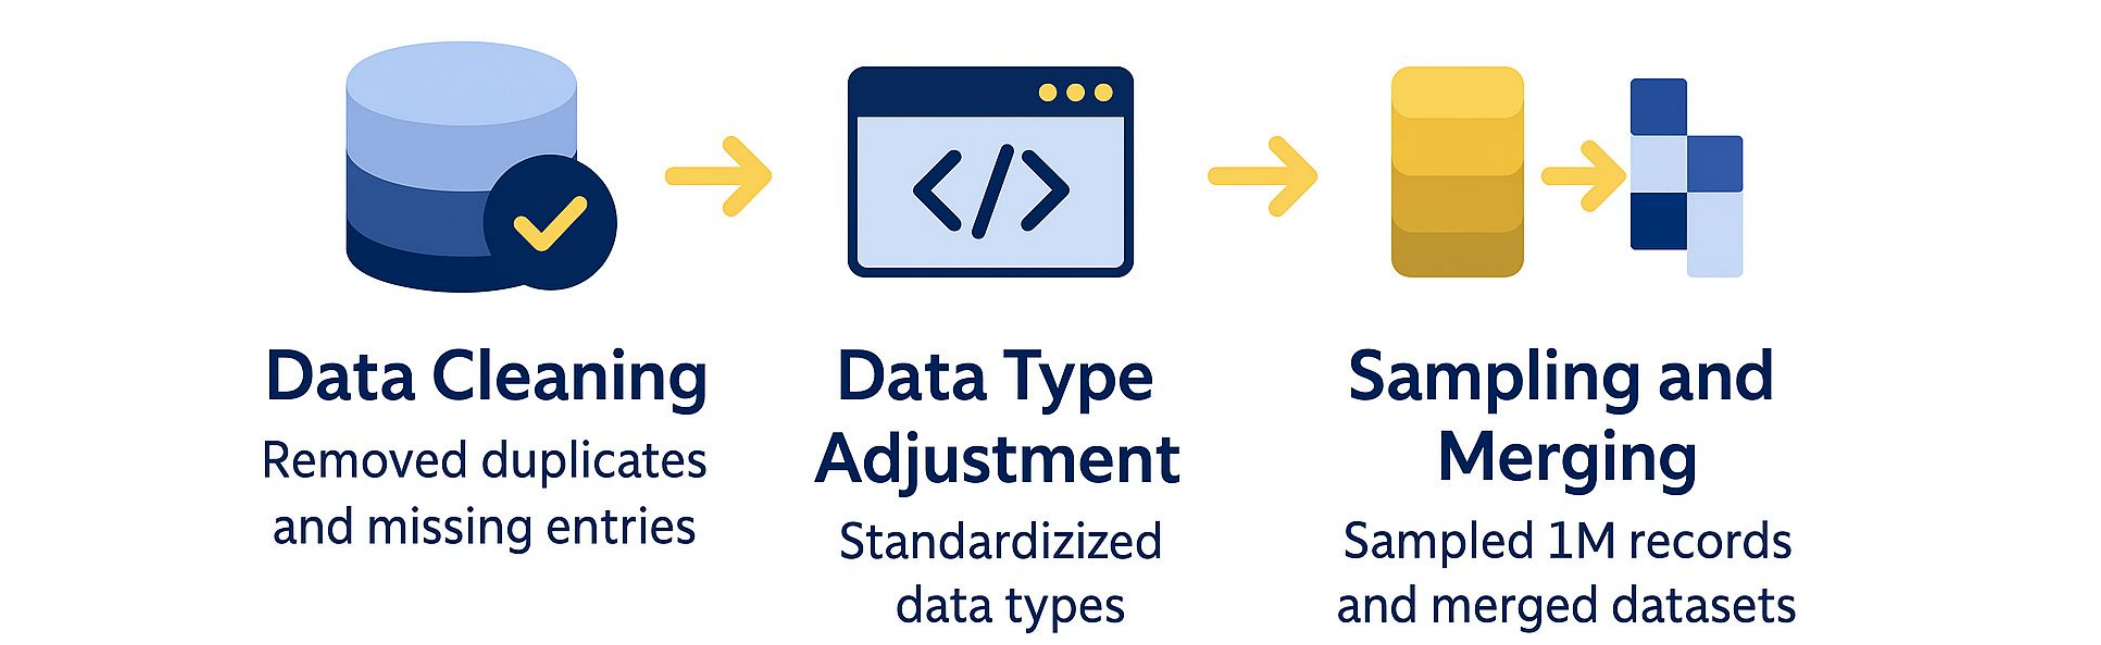 Data Cleaning
Removed duplicates
and missing entries
Data Type
Adjustment
Standardizized
data types
Sampling and
Merging
Sampled 1M records
and merged datasets